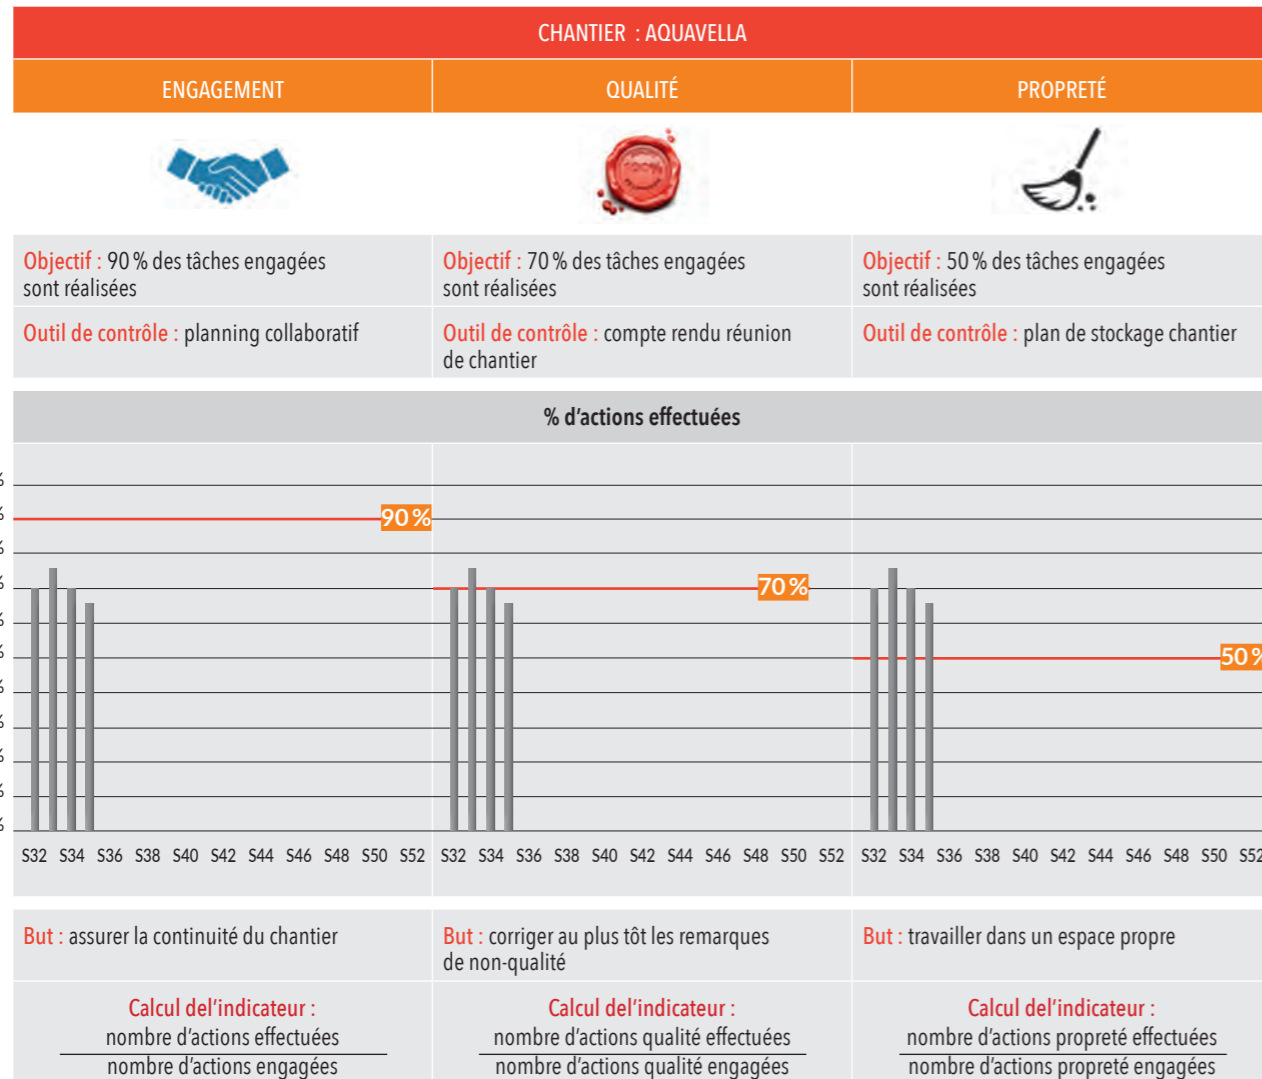 CHANTIER : AQUAVELLA
ENGAGEMENT
QUALITÉ
PROPRETÉ
Objectif : 90 % des tâches engagées
sont réalisées
Objectif : 70 % des tâches engagées
sont réalisées
Objectif : 50 % des tâches engagées
sont réalisées
Outil de contrôle : planning collaboratif
Outil de contrôle : compte rendu réunion
de chantier
Outil de contrôle : plan de stockage chantier
% d'actions effectuées
%
%
%
%
%
%
%
%
%
%
%
90 %
70 %
50 %
S32 S34 S36 S38 S40 S42 S44 S46 S48 S50 S52
S32 S34 S36 S38 S40 S42 S44 S46 S48 S50 S52
S32 S34 S36 S38 S40 S42 S44 S46 S48 S50 S52
But : assurer la continuité du chantier
But : corriger au plus tôt les remarques
de non-qualité
But : travailler dans un espace propre
Calcul del'indicateur :
nombre d'actions effectuées
nombre d'actions engagées
Calcul del'indicateur :
nombre d'actions qualité effectuées
nombre d'actions qualité engagées
Calcul del'indicateur :
nombre d'actions propreté effectuées
nombre d'actions propreté engagées